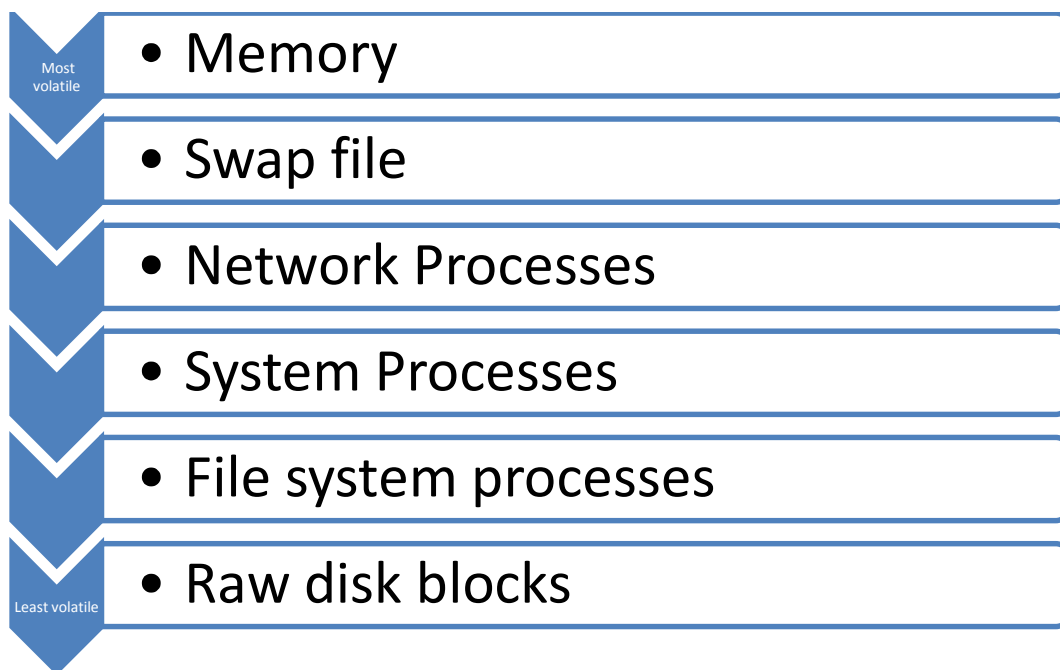 Most
volatile
• Memory
• Swap file
• Network Processes
• System Processes
• File system processes
Least volatile
• Raw disk blocks